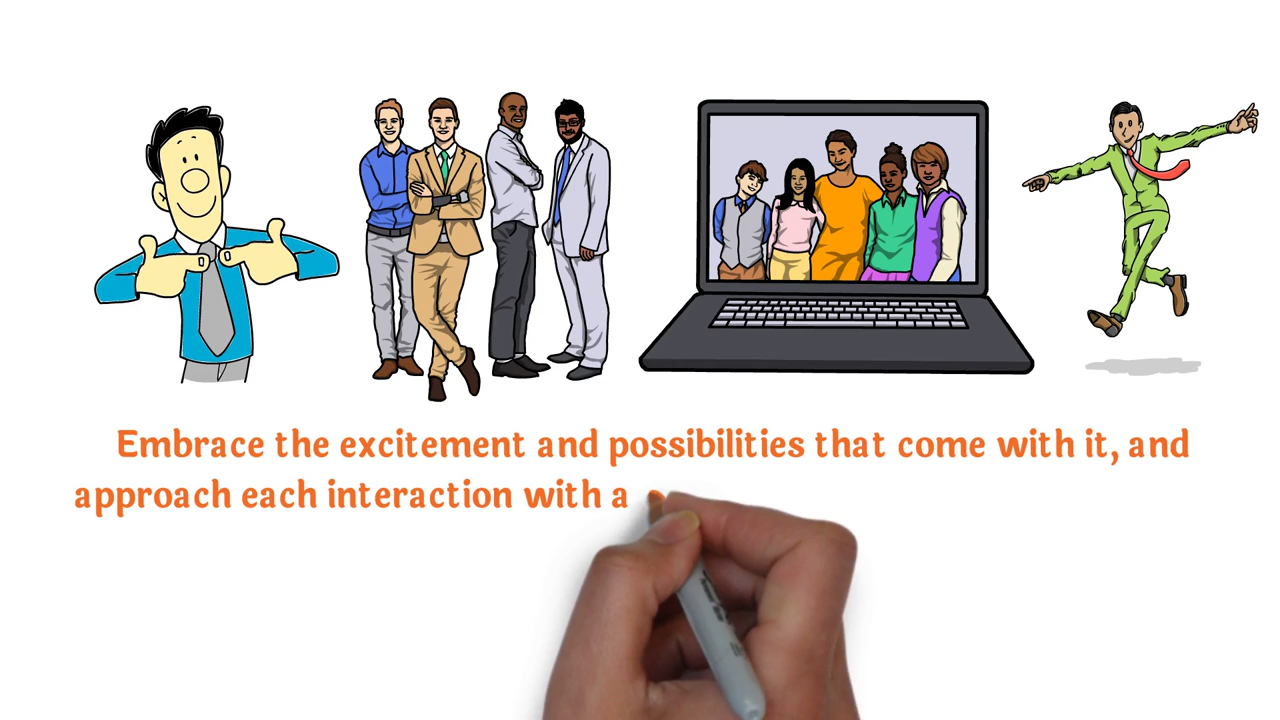 Embrace the excitement and possibilities that come with it, and
approach each interaction with a